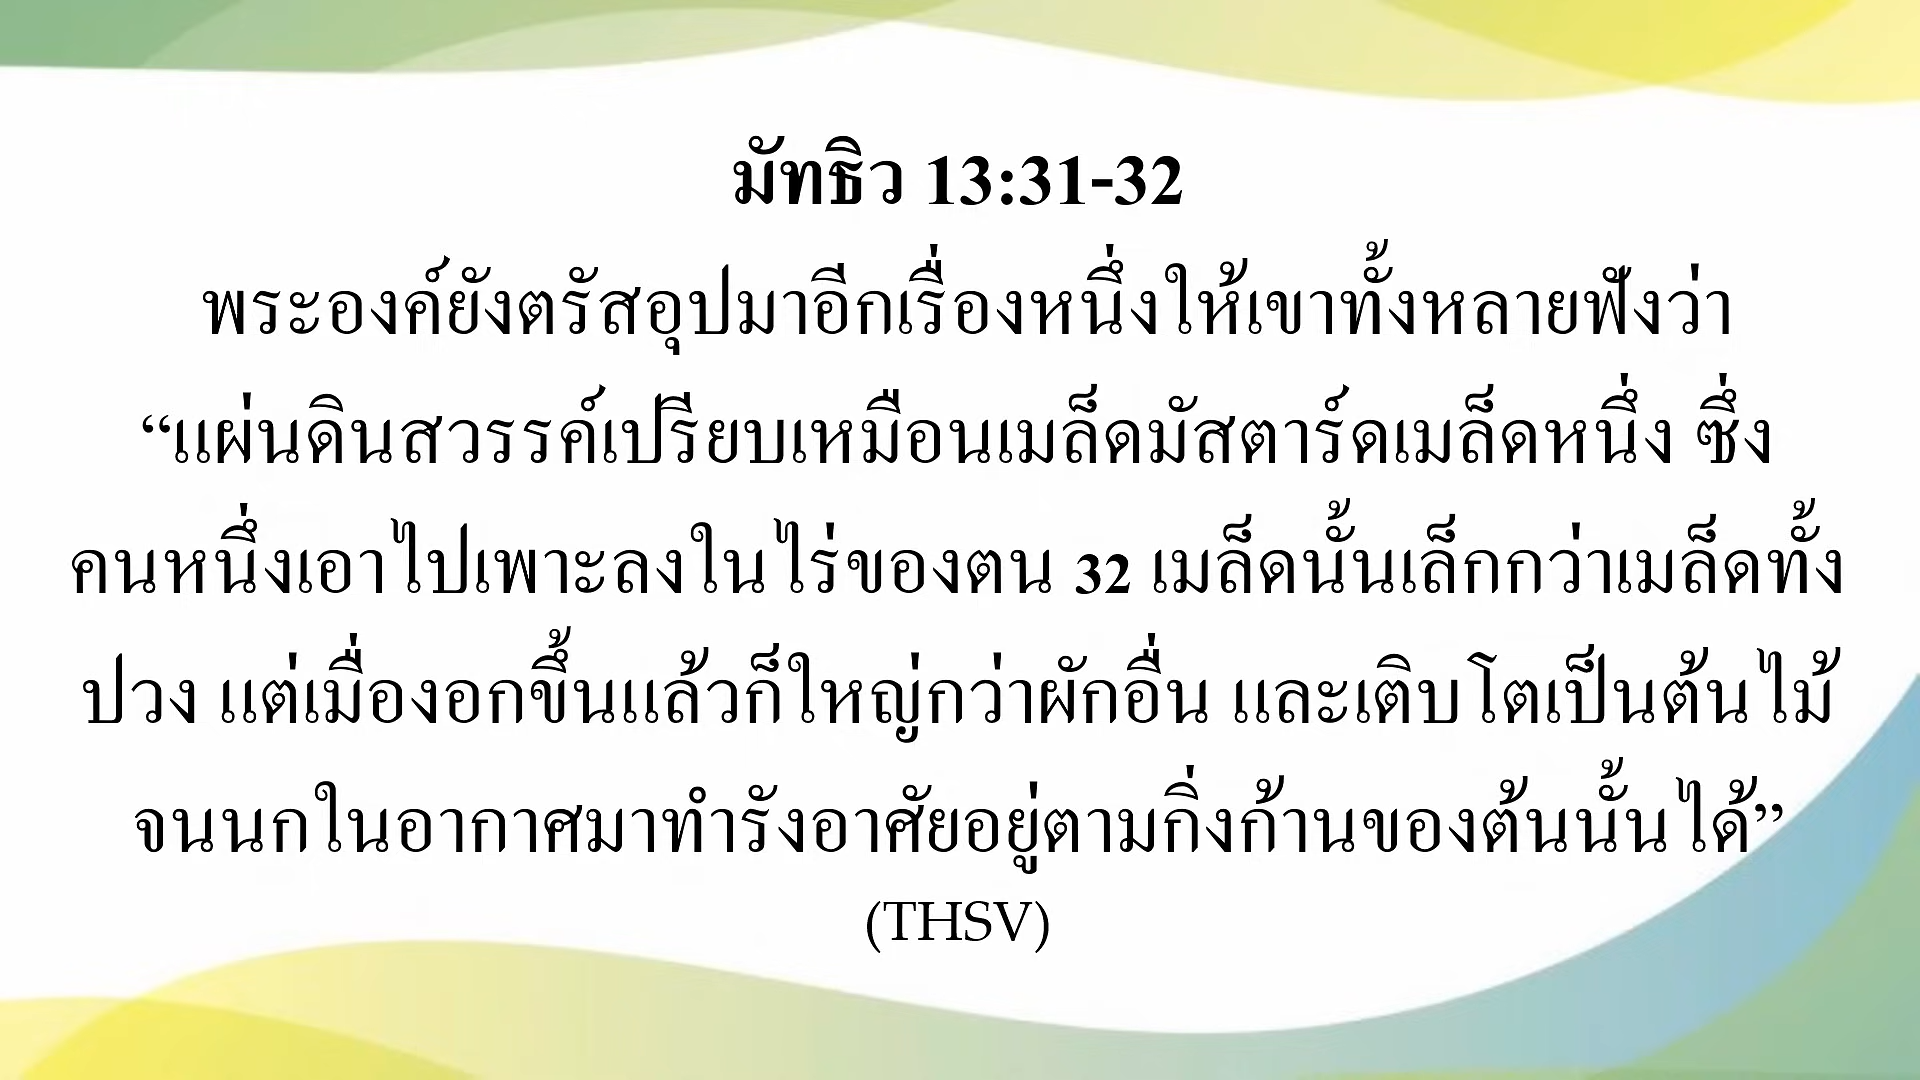 มัทธิว 13:31-32
พระองค์ยังตรัสอุปมาอีกเรื่องหนึ่งให้เขาทั้งหลายฟังว่า
“แผ่นดินสวรรค์เปรียบเหมือนเมล็ดมัสตาร์ดเมล็ดหนึ่ง ซึ่ง
คนหนึ่งเอาไปเพาะลงในไร่ของตน 32 เมล็ดนั้นเล็กกว่าเมล็ดทั้ง
ปวง แต่เมื่องอกขึ้นแล้วก็ใหญ่กว่าผักอื่น และเติบโตเป็นต้นไม้
จนนกในอากาศมาทำรังอาศัยอยู่ตามกิ่งก้านของต้นนั้นได้”
(THSV)